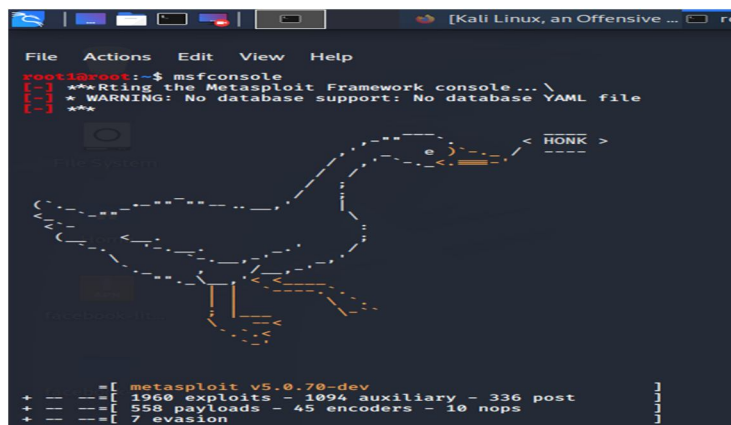 [Kali Linux, an Offensive ...
File Actions Edit View Help
root1@root:~$ msfconsole
[-] ***Rting the Metasploit Framework console...\
[-] * WARNING: No database support: No database YAML file
[-] ***
< HONK >
=[ metasploit v5.0.70-dev ]
+ -- --=[ 1960 exploits - 1094 auxiliary - 336 post ]
+ -- --=[ 558 payloads - 45 encoders - 10 nops ]
+ -- --=[ 7 evasion ]